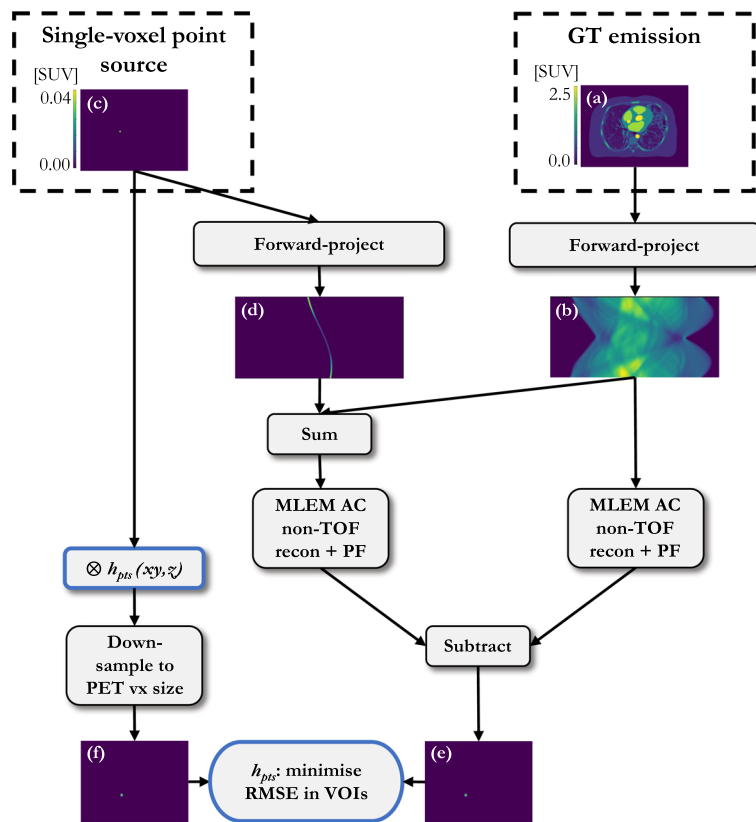 Single-voxel point
source
[SUV]
0.04
0.00
(c)
GT emission
[SUV]
2.5
0.0
(a)
Forward-project
Forward-project
(d)
(b)
Sum
MLEM AC
non-TOF
recon + PF
MLEM AC
non-TOF
recon + PF
⊗ h_pts (xy,z)
Down-
sample to
PET vx size
Subtract
(f)
h_pts: minimise
RMSE in VOIs
(e)